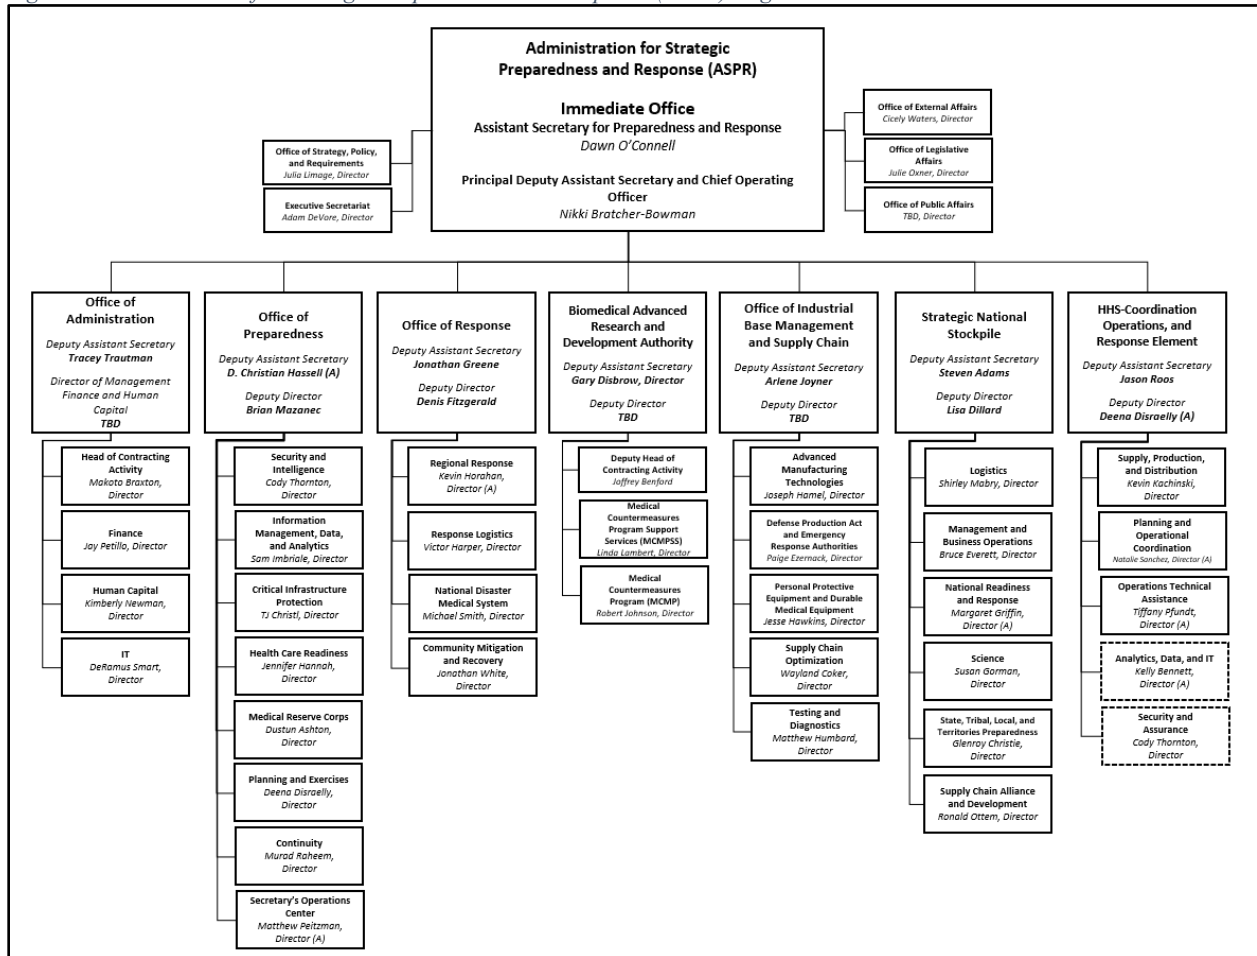 Administration for Strategic
Preparedness and Response (ASPR)
Immediate Office
Assistant Secretary for Preparedness and Response
Dawn O'Connell
Principal Deputy Assistant Secretary and Chief Operating
Officer
Nikki Bratcher-Bowman
Office of Strategy, Policy,
and Requirements
Julia Limage, Director
Executive Secretariat
Adam DeVore, Director
Office of External Affairs
Cicely Waters, Director
Office of Legislative
Affairs
Julie Oxner, Director
Office of Public Affairs
TBD, Director
Office of
Administration
Deputy Assistant Secretary
Tracey Trautman
Director of Management
Finance and Human
Capital
TBD
Head of Contracting
Activity
Makoto Braxton,
Director
Finance
Jay Petillo, Director
Human Capital
Kimberly Newman,
Director
IT
DeRamus Smart,
Director
Office of
Preparedness
Deputy Assistant Secretary
D. Christian Hassell (A)
Deputy Director
Brian Mazanec
Security and
Intelligence
Cody Thornton,
Director
Information
Management, Data,
and Analytics
Sam Imbriale, Director
Critical Infrastructure
Protection
TJ Christl, Director
Health Care Readiness
Jennifer Hannah,
Director
Medical Reserve Corps
Dustun Ashton,
Director
Planning and Exercises
Deena Disraelly,
Director
Continuity
Murad Raheem,
Director
Secretary's Operations
Center
Matthew Peitzman,
Director (A)
Office of Response
Deputy Assistant Secretary
Jonathan Greene
Deputy Director
Denis Fitzgerald
Regional Response
Kevin Horahan,
Director (A)
Response Logistics
Victor Harper, Director
National Disaster
Medical System
Michael Smith, Director
Community Mitigation
and Recovery
Jonathan White,
Director
Biomedical Advanced
Research and
Development Authority
Deputy Assistant Secretary
Gary Disbrow, Director
Deputy Director
TBD
Deputy Head of
Contracting Activity
Joffrey Benford
Medical
Countermeasures
Program Support
Services (MCMPSS)
Linda Lambert, Director
Medical
Countermeasures
Program (MCMP)
Robert Johnson, Director
Office of Industrial
Base Management
and Supply Chain
Deputy Assistant Secretary
Arlene Joyner
Deputy Director
TBD
Advanced
Manufacturing
Technologies
Joseph Hamel, Director
Defense Production Act
and Emergency
Response Authorities
Paige Ezernack, Director
Personal Protective
Equipment and Durable
Medical Equipment
Jesse Hawkins, Director
Supply Chain
Optimization
Wayland Coker,
Director
Testing and
Diagnostics
Matthew Humbard,
Director
Strategic National
Stockpile
Deputy Assistant Secretary
Steven Adams
Deputy Director
Lisa Dillard
Logistics
Shirley Mabry, Director
Management and
Business Operations
Bruce Everett, Director
National Readiness
and Response
Margaret Griffin,
Director (A)
Science
Susan Gorman,
Director
State, Tribal, Local, and
Territories Preparedness
Glenroy Christie,
Director
Supply Chain Alliance
and Development
Ronald Ottem, Director
HHS-Coordination
Operations, and
Response Element
Deputy Assistant Secretary
Jason Roos
Deputy Director
Deena Disraelly (A)
Supply, Production,
and Distribution
Kevin Kachinski,
Director
Planning and
Operational
Coordination
Natalie Sanchez, Director (A)
Operations Technical
Assistance
Tiffany Pfundt,
Director (A)
Analytics, Data, and IT
Kelly Bennett,
Director (A)
Security and
Assurance
Cody Thornton,
Director